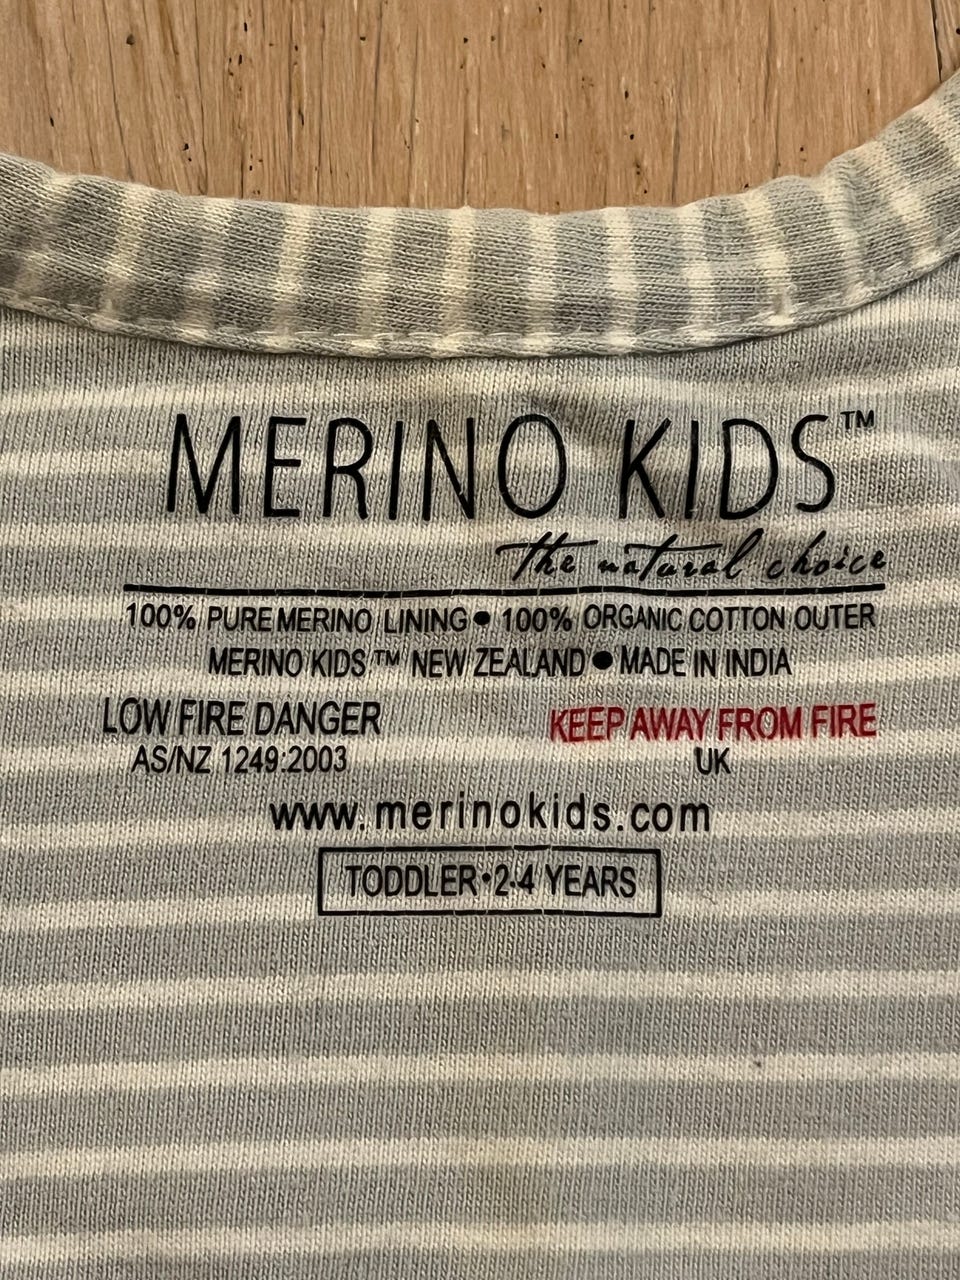 MERINO KIDS™
the natural choice
100% PURE MERINO LINING • 100% ORGANIC COTTON OUTER
MERINO KIDS™ NEW ZEALAND • MADE IN INDIA
LOW FIRE DANGER KEEP AWAY FROM FIRE
AS/NZ 1249:2003 UK
www.merinokids.com
TODDLER • 2-4 YEARS